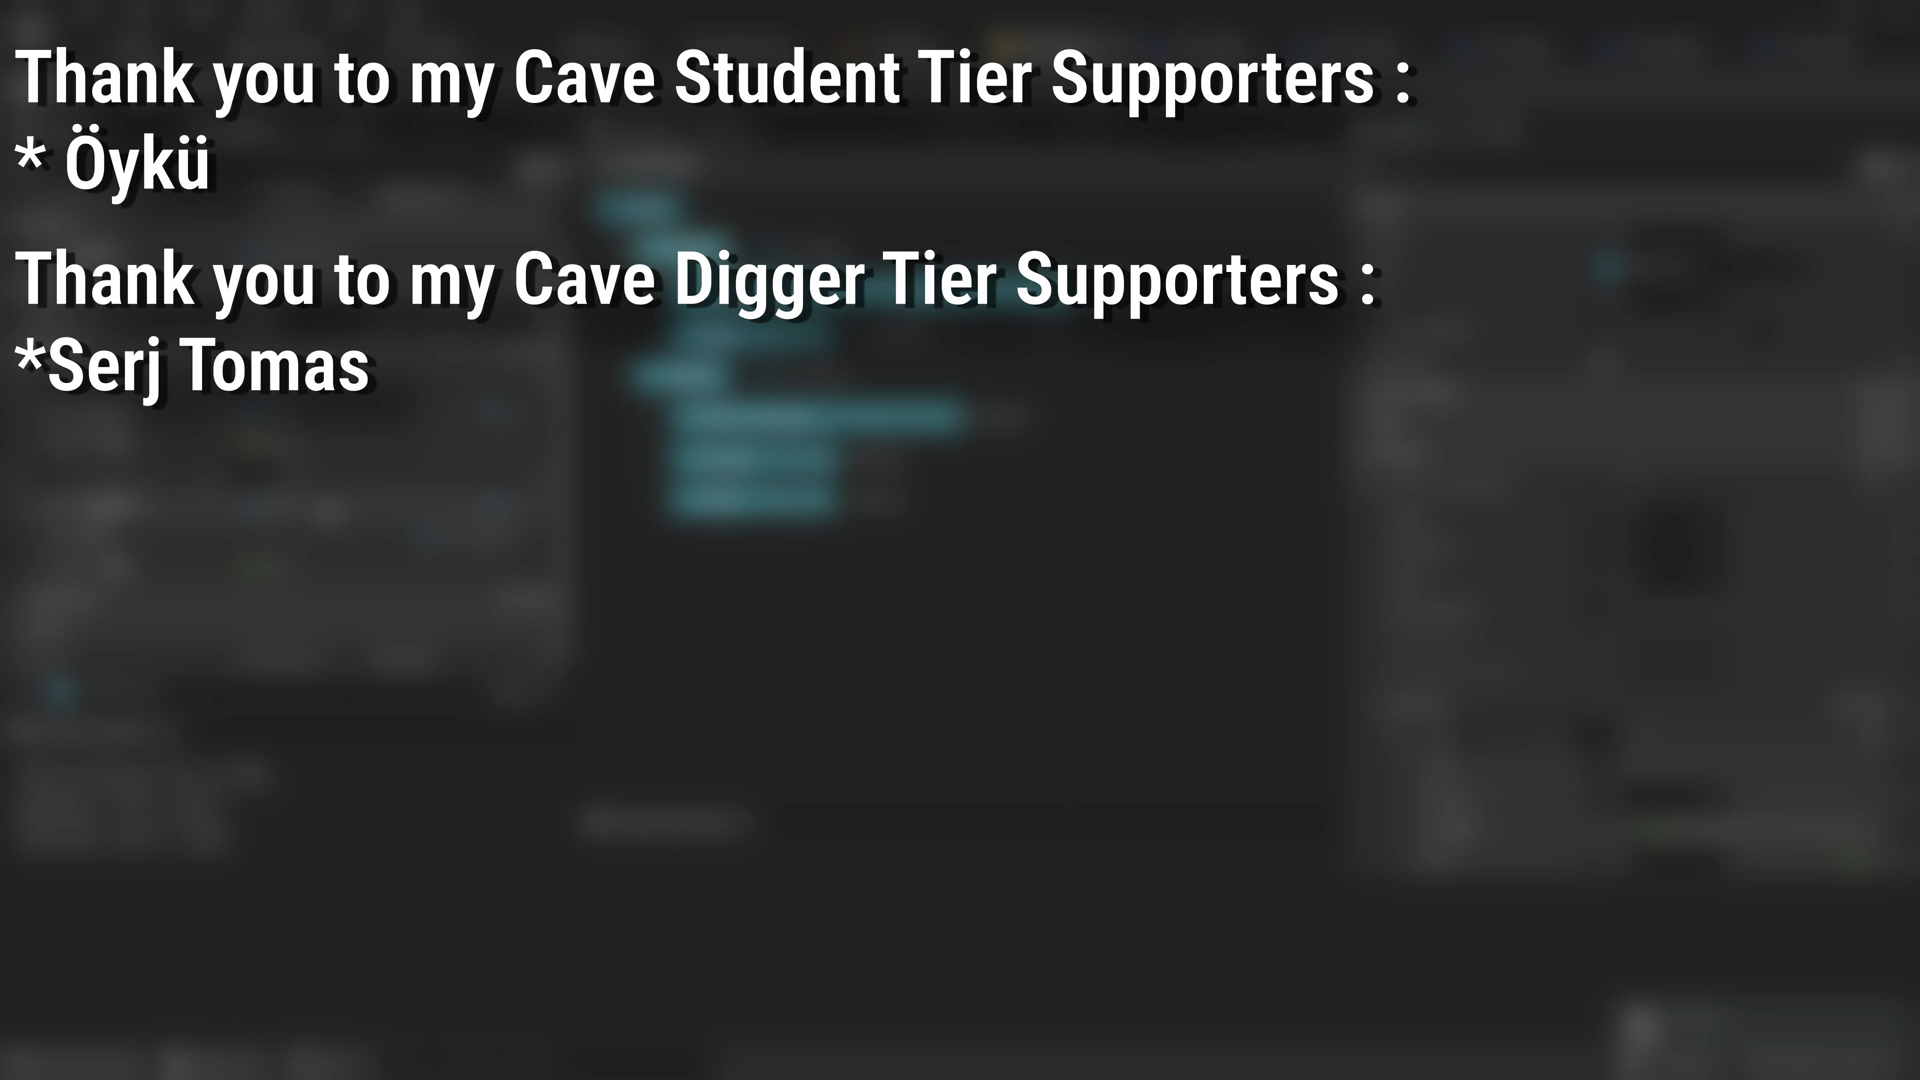 Thank you to my Cave Student Tier Supporters :
* Öykü
Thank you to my Cave Digger Tier Supporters :
*Serj Tomas